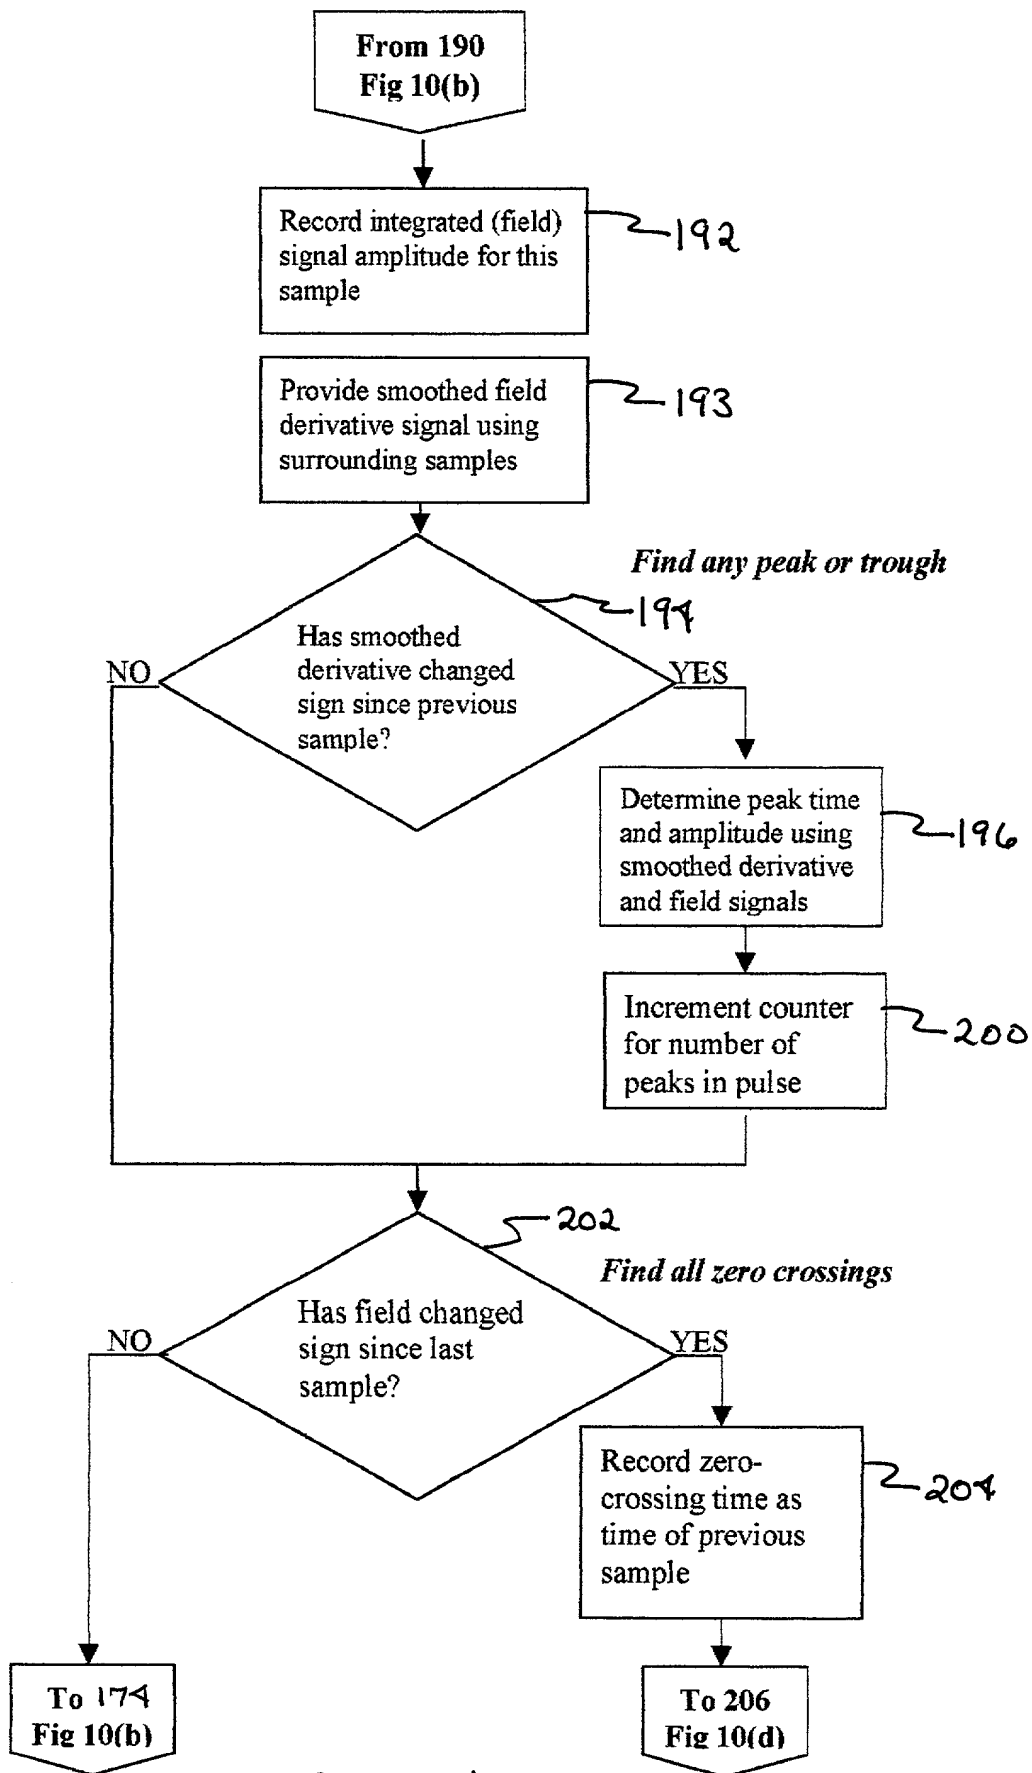 From 190
Fig 10(b)
Record integrated (field)
signal amplitude for this
sample
192
Provide smoothed field
derivative signal using
surrounding samples
193
Find any peak or trough
194
Has smoothed
derivative changed
sign since previous
sample?
NO
YES
Determine peak time
and amplitude using
smoothed derivative
and field signals
196
Increment counter
for number of
peaks in pulse
200
202
Find all zero crossings
Has field changed
sign since last
sample?
NO
YES
Record zero-
crossing time as
time of previous
sample
204
To 174
Fig 10(b)
To 206
Fig 10(d)